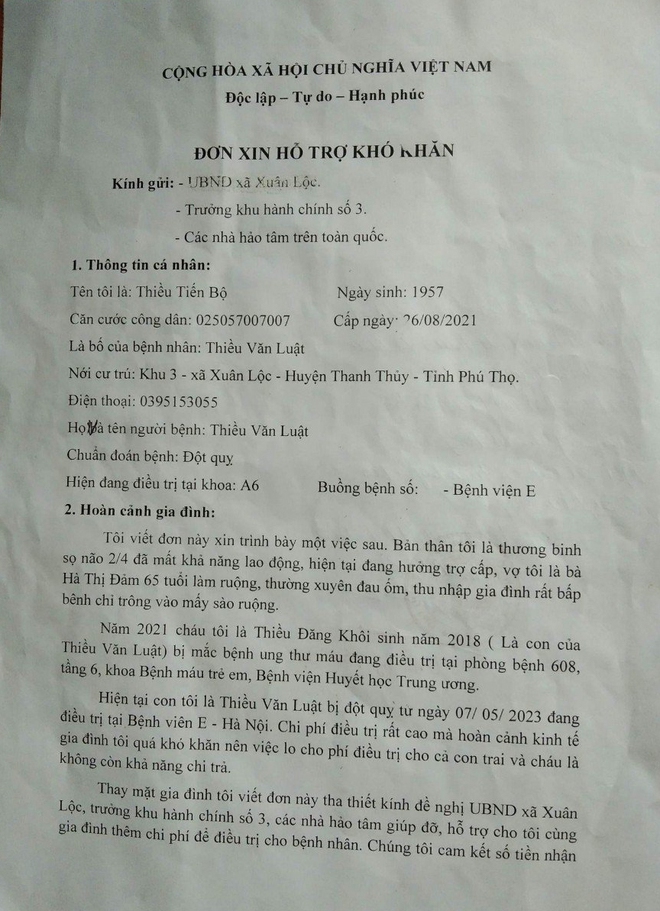 CỘNG HÒA XÃ HỘI CHỦ NGHĨA VIỆT NAM
Độc lập – Tự do – Hạnh phúc
ĐƠN XIN HỖ TRỢ KHÓ KHĂN
Kính gửi: - UBND xã Xuân Lộc.
- Trưởng khu hành chính số 3.
- Các nhà hảo tâm trên toàn quốc.
1. Thông tin cá nhân:
Tên tôi là: Thiều Tiến Bộ Ngày sinh: 1957
Căn cước công dân: 025057007007 Cấp ngày: 26/08/2021
Là bố của bệnh nhân: Thiều Văn Luật
Nới cư trú: Khu 3 - xã Xuân Lộc - Huyện Thanh Thủy - Tỉnh Phú Thọ.
Điện thoại: 0395153055
Họ và tên người bệnh: Thiều Văn Luật
Chuẩn đoán bệnh: Đột quỵ
Hiện đang điều trị tại khoa: A6 Buồng bệnh số: - Bệnh viện E
2. Hoàn cảnh gia đình:
Tôi viết đơn này xin trình bày một việc sau. Bản thân tôi là thương binh
sọ não 2/4 đã mất khả năng lao động, hiện tại đang hưởng trợ cấp, vợ tôi là bà
Hà Thị Đảm 65 tuổi làm ruộng, thường xuyên đau ốm, thu nhập gia đình rất bấp
bênh chỉ trông vào mấy sào ruộng.
Năm 2021 cháu tôi là Thiều Đăng Khôi sinh năm 2018 ( Là con của
Thiều Văn Luật) bị mắc bệnh ung thư máu đang điều trị tại phòng bệnh 608,
tầng 6, khoa Bệnh máu trẻ em, Bệnh viện Huyết học Trung ương.
Hiện tại con tôi là Thiều Văn Luật bị đột quỵ từ ngày 07/ 05/ 2023 đang
điều trị tại Bệnh viên E - Hà Nội. Chi phí điều trị rất cao mà hoàn cảnh kinh tế
gia đình tôi quá khó khăn nên việc lo cho phí điều trị cho cả con trai và cháu là
không còn khả năng chi trả.
Thay mặt gia đình tôi viết đơn này tha thiết kính đề nghị UBND xã Xuân
Lộc, trưởng khu hành chính số 3, các nhà hảo tâm giúp đỡ, hỗ trợ cho tôi cùng
gia đình thêm chi phí để điều trị cho bệnh nhân. Chúng tôi cam kết số tiền nhận